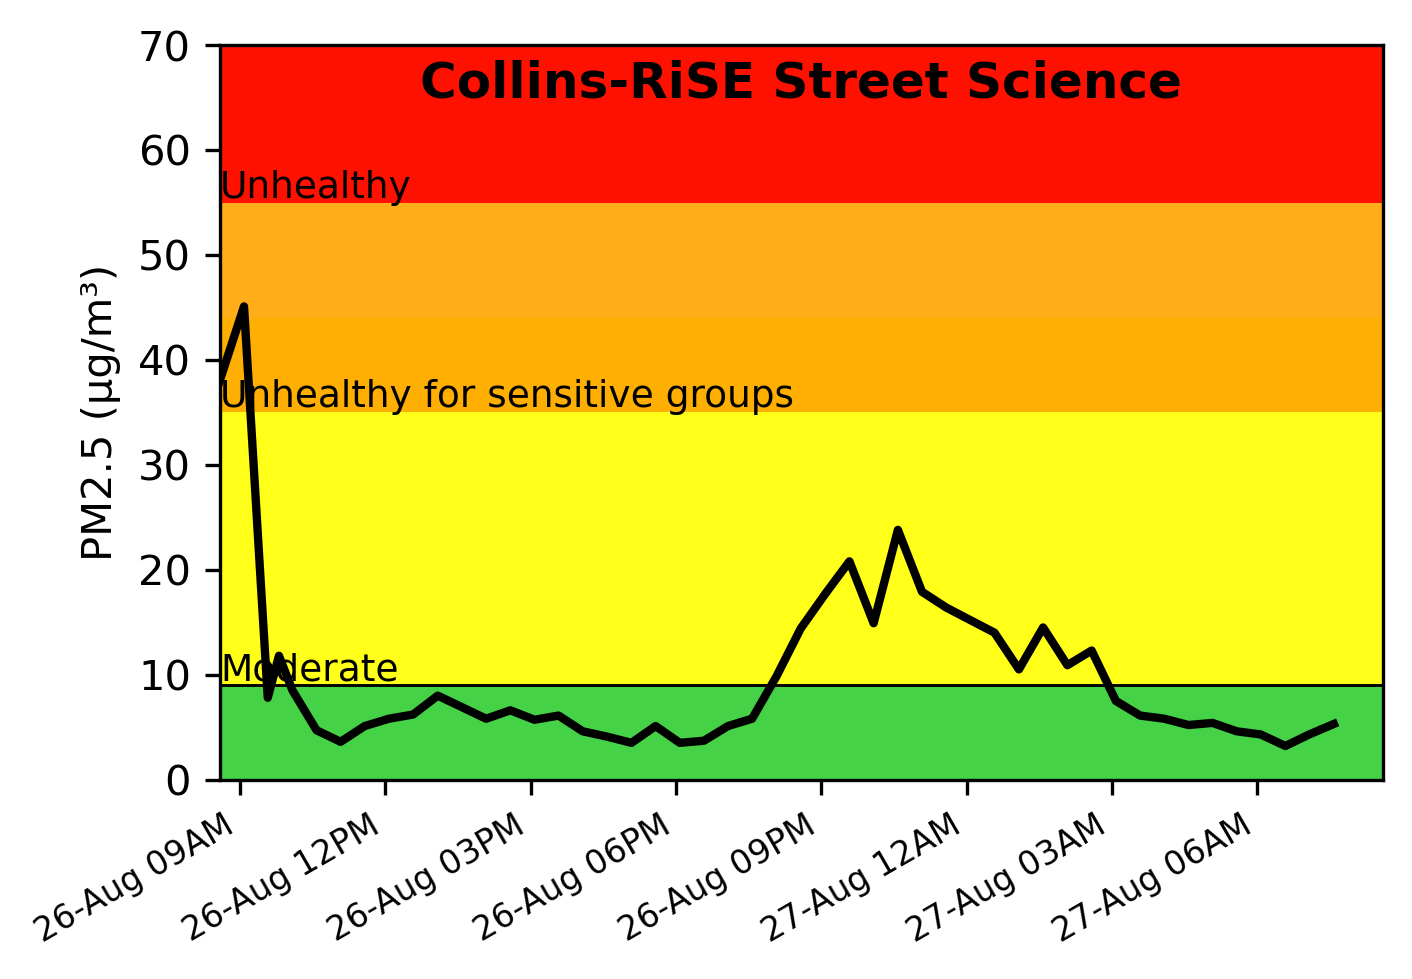 Collins-RiSE Street Science
PM2.5 (µg/m³)
70
60
50
40
30
20
10
0
Unhealthy
Unhealthy for sensitive groups
Moderate
26-Aug 09AM
26-Aug 12PM
26-Aug 03PM
26-Aug 06PM
26-Aug 09PM
27-Aug 12AM
27-Aug 03AM
27-Aug 06AM